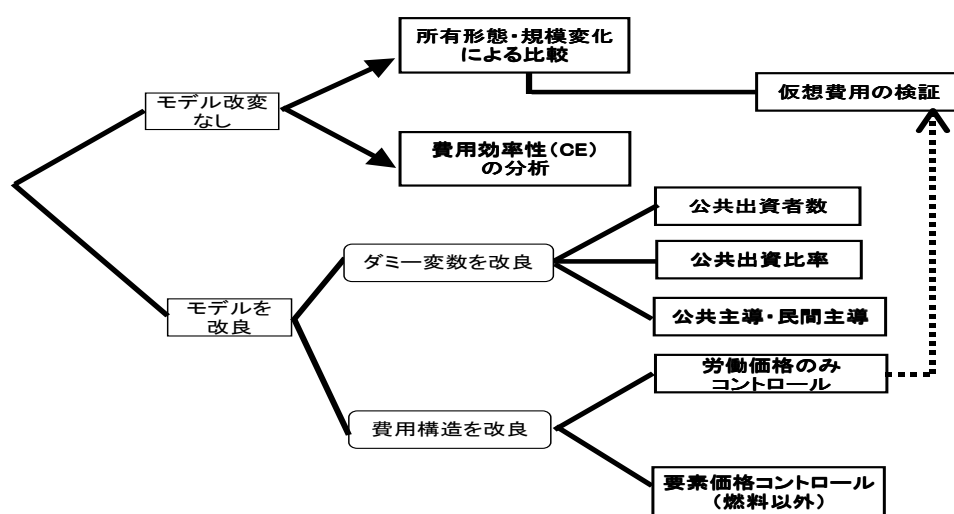 所有形態・規模変化
による比較
仮想費用の検証
モデル改変
なし
費用効率性（CE）
の分析
公共出資者数
ダミー変数を改良
公共出資比率
モデルを
改良
公共主導・民間主導
労働価格のみ
コントロール
費用構造を改良
要素価格コントロール
（燃料以外）